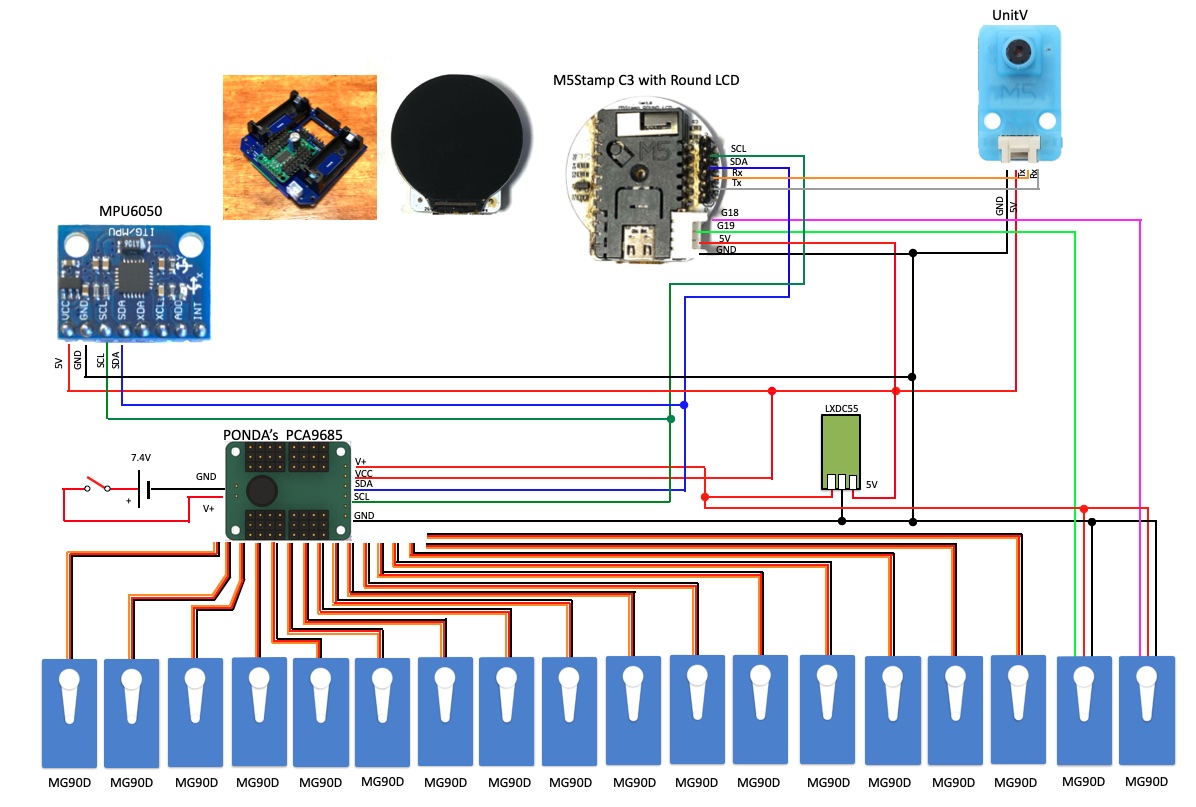 UnitV
M5Stamp C3 with Round LCD
M5
M5
SCL
SDA
Rx
Tx
Tx
Rx
GND
5V
G18
G19
5V
GND
MPU6050
ITG/MPU
VCC
GND
SCL
SDA
XDA
XCL
ADO
INT
5V
GND
SCL
SDA
LXDC55
5V
PONDA's PCA9685
7.4V
+
GND
V+
V+
VCC
SDA
SCL
GND
MG90D MG90D MG90D MG90D MG90D MG90D MG90D MG90D MG90D MG90D MG90D MG90D MG90D MG90D MG90D MG90D MG90D MG90D